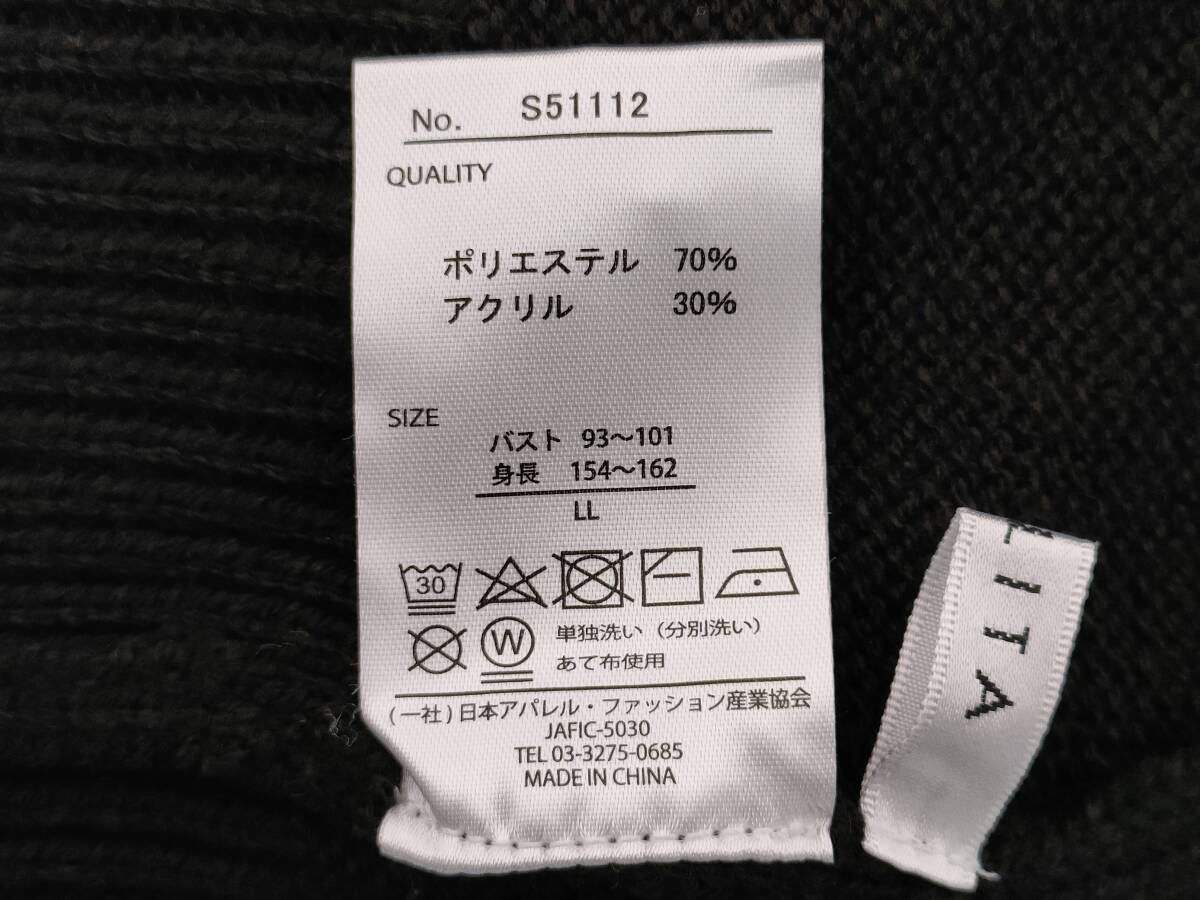 No. S51112
QUALITY
ポリエステル 70%
アクリル 30%
SIZE
バスト 93〜101
身長 154〜162
LL
30
W
単独洗い（分別洗い）
あて布使用
(一社)日本アパレル・ファッション産業協会
JAFIC-5030
TEL 03-3275-0685
MADE IN CHINA
ITA